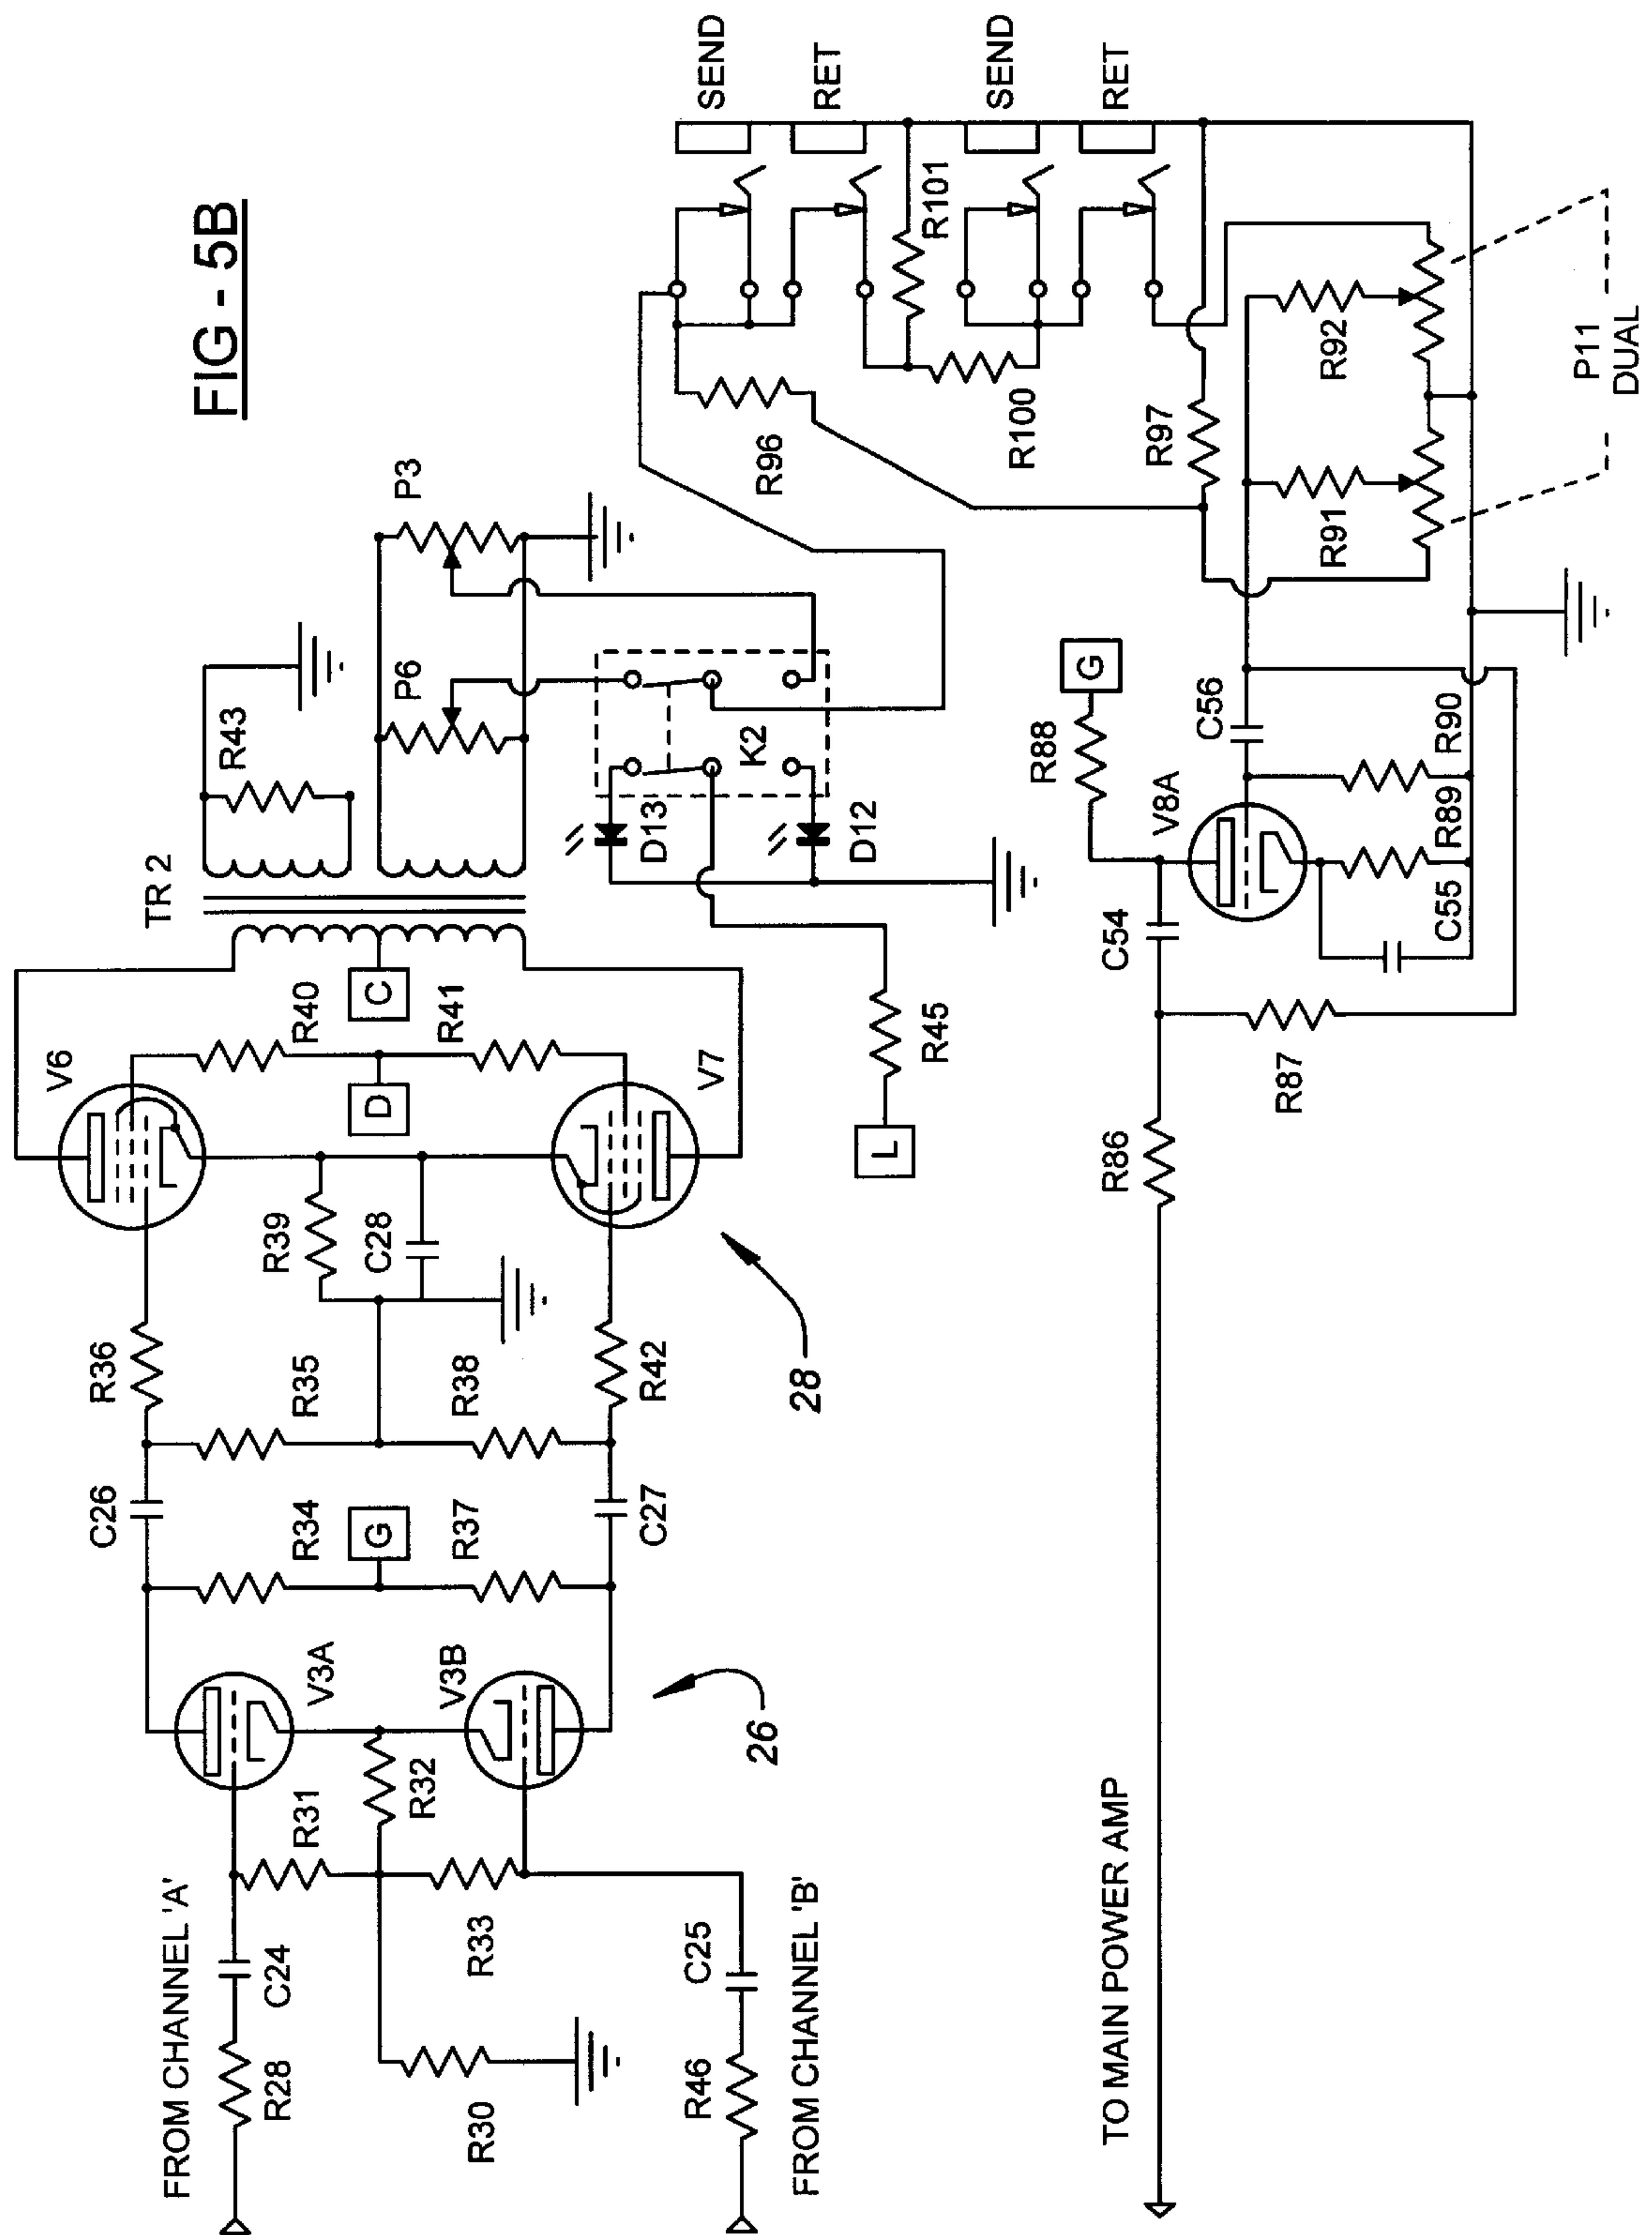 FIG - 5B
FROM CHANNEL 'A'
R28
C24
R31
V3A
R34
C26
R36
R35
G
V6
R40
D
C
TR 2
R43
P6
P3
R30
R33
R32
V3B
R37
R38
R39
C28
R41
V7
R46
C25
FROM CHANNEL 'B'
26
C27
R42
28
L
R45
D13
D12
K2
R96
SEND
RET
R101
R100
SEND
RET
R97
TO MAIN POWER AMP
R86
R87
C54
V8A
R88
G
C56
C55
R89
R90
R91
R92
P11
DUAL